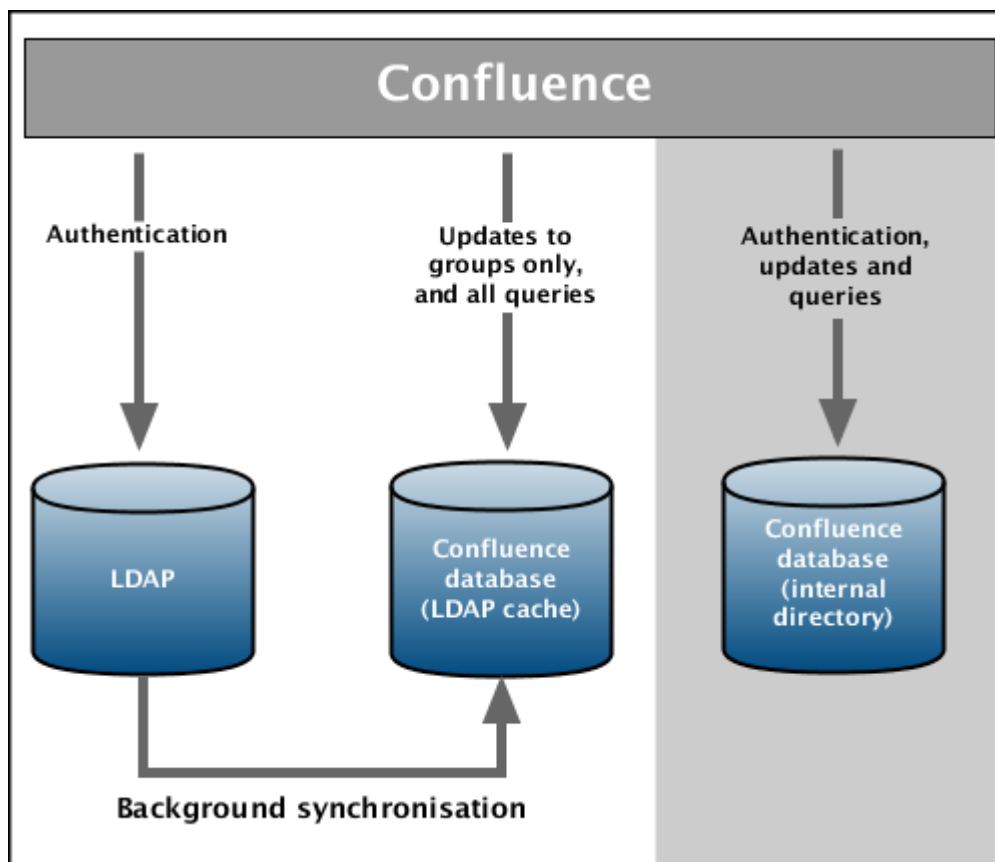 Confluence
Authentication
Updates to
groups only,
and all queries
Authentication,
updates and
queries
LDAP
Confluence
database
(LDAP cache)
Confluence
database
(internal
directory)
Background synchronisation